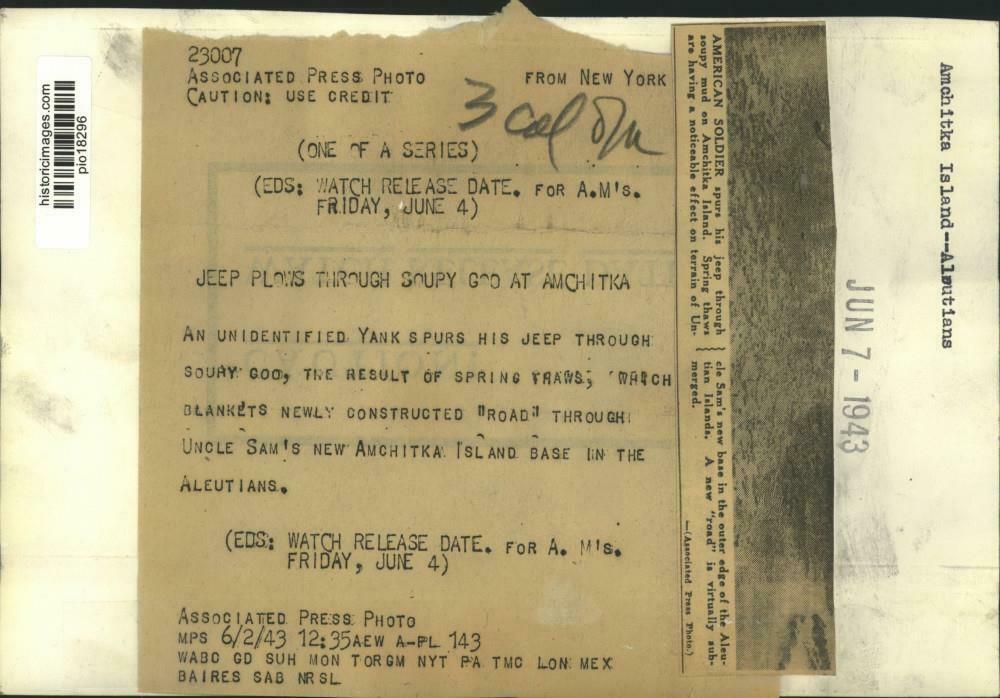 historicimages.com
pio18296
23007
ASSOCIATED PRESS PHOTO FROM NEW YORK
CAUTION: USE CREDIT
3 col
(ONE OF A SERIES)
(EDS: WATCH RELEASE DATE. FOR A.M'S.
FRIDAY, JUNE 4)
JEEP PLOWS THROUGH SOUPY GOO AT AMCHITKA
AN UNIDENTIFIED YANK SPURS HIS JEEP THROUGH
SOUPY GOO, THE RESULT OF SPRING THAWS, WHICH
BLANKETS NEWLY CONSTRUCTED "ROAD" THROUGH
UNCLE SAM'S NEW AMCHITKA ISLAND BASE IN THE
ALEUTIANS.
(EDS: WATCH RELEASE DATE. FOR A. M'S.
FRIDAY, JUNE 4)
ASSOCIATED PRESS PHOTO
MPS 6/2/43 12:35AEW A-PL 143
WABC GD SUH MON TORGM NYT PA TMC LON MEX
BAIRES SAB NRSL
AMERICAN SOLDIER spurs his jeep through
soupy mud on Amchitka Island. Spring thaws
are having a noticeable effect on terrain of Un-
cle Sam's new base in the outer edge of the Aleu-
tian Islands. A new "road" is virtually sub-
merged.
—(Associated Press Photo.)
JUN 7 - 1943
Amchitka Island--Aleutians